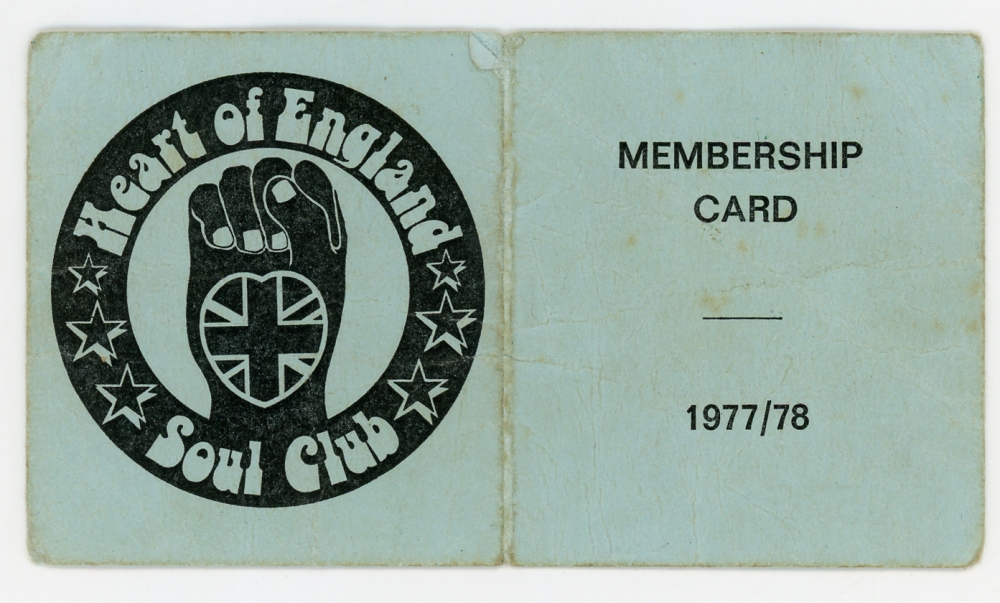 Heart of England
Soul Club
MEMBERSHIP
CARD
1977/78